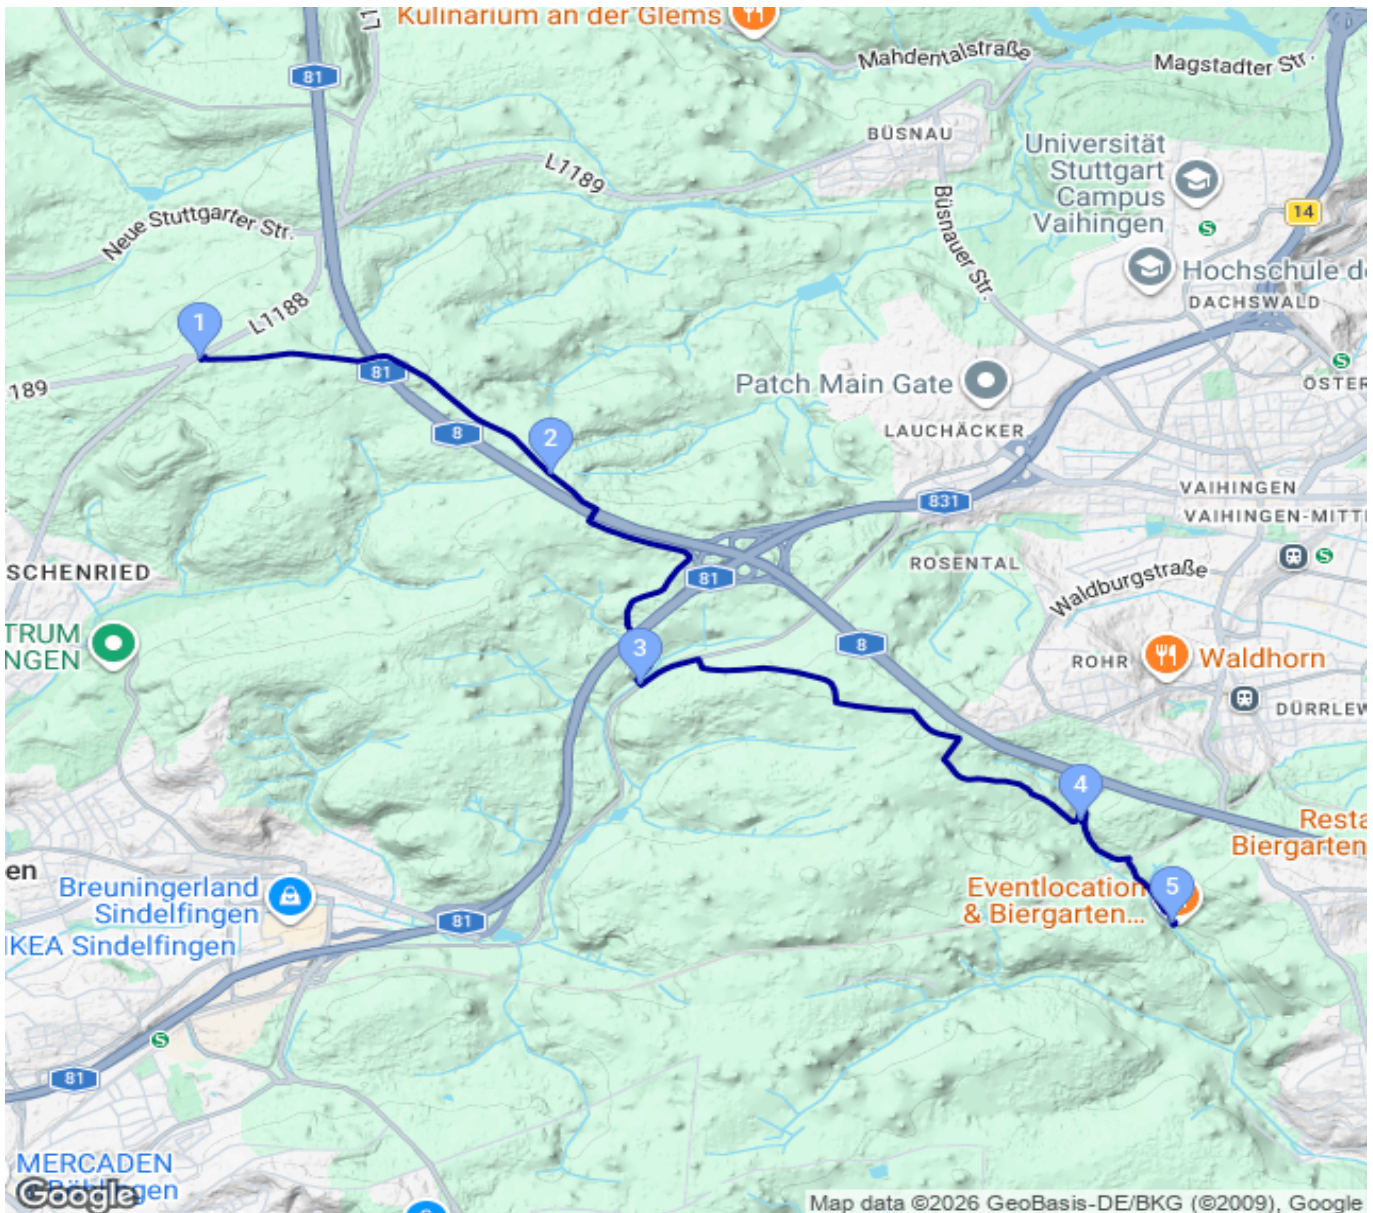 Kulinarium an der Glems
81
Mahdentalstraße
Magstadter Str.
BÜSNAU
Universität
Stuttgart
Campus
Vaihingen
L1189
Büsnauer Str.
14
S
Neue Stuttgarter Str.
Hochschule d
DACHSWALD
1
L1188
81
189
8
2
Patch Main Gate
S
ÖSTER
LAUCHÄCKER
831
VAIHINGEN
VAIHINGEN-MITT
S
SCHENRIED
81
ROSENTAL
Waldburgstraße
TRUM
NGEN
3
8
ROHR
Waldhorn
DÜRRLEW
4
Resta
Biergarten
en
Breuningerland
Sindelfingen
IKEA Sindelfingen
81
Eventlocation
& Biergarten...
5
S
81
MERCADEN
Google
Map data ©2026 GeoBasis-DE/BKG (©2009), Google